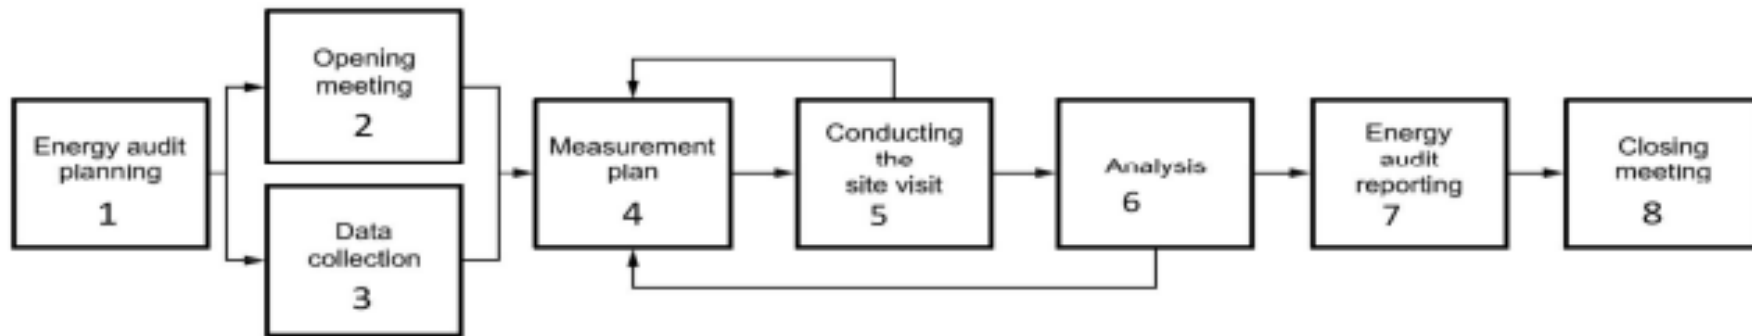 Energy audit
planning
1
Opening
meeting
2
Data
collection
3
Measurement
plan
4
Conducting
the
site visit
5
Analysis
6
Energy
audit
reporting
7
Closing
meeting
8